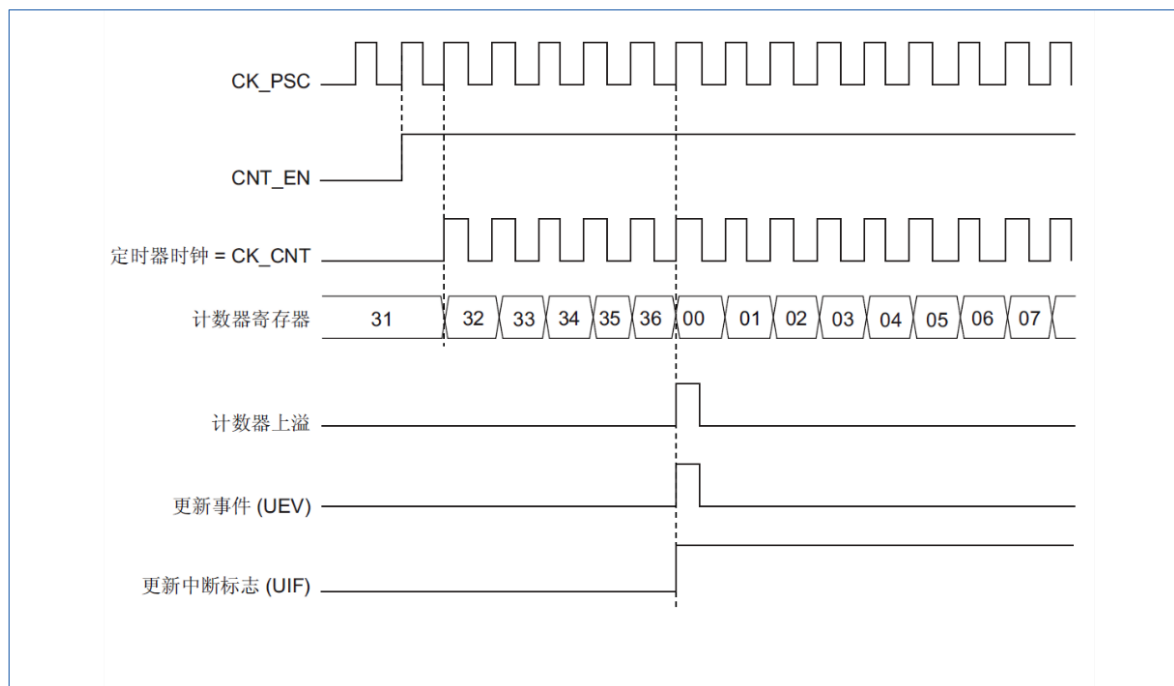 CK_PSC
CNT_EN
定时器时钟 = CK_CNT
计数器寄存器 31 32 33 34 35 36 00 01 02 03 04 05 06 07
计数器上溢
更新事件 (UEV)
更新中断标志 (UIF)